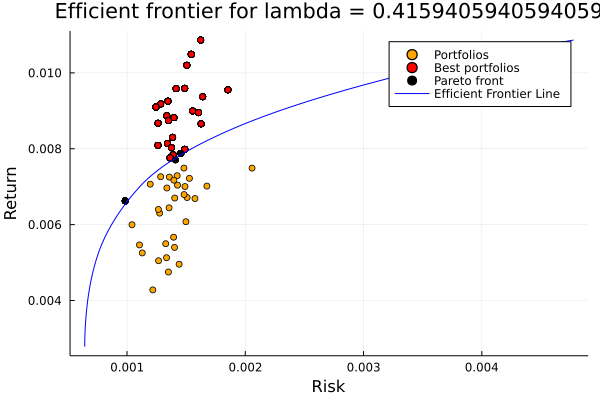 Efficient frontier for lambda = 0.4159405940594059
Portfolios
Best portfolios
Pareto front
Efficient Frontier Line
0.010
0.008
0.006
0.004
Return
0.001 0.002 0.003 0.004
Risk